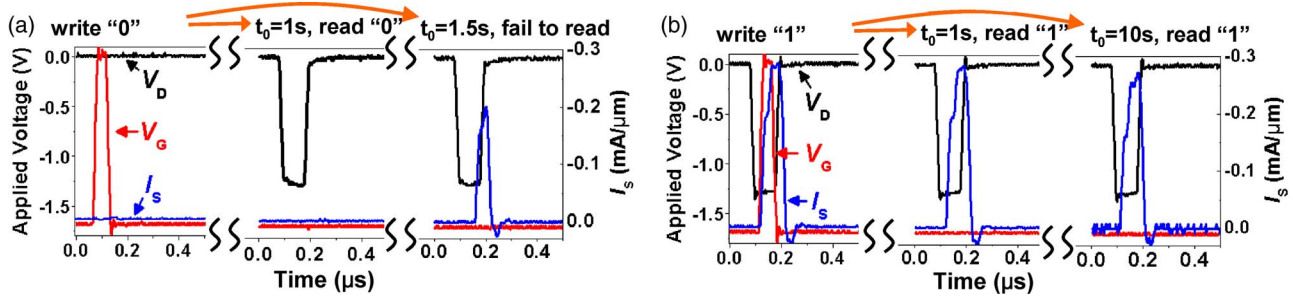 (a)
write "0"
t₀=1s, read "0"
t₀=1.5s, fail to read
Applied Voltage (V)
0.0
-0.5
-1.0
-1.5
V_D
V_G
I_S
-0.3
-0.2
-0.1
0.0
I_S (mA/μm)
0.0 0.2 0.4
0.0 0.2 0.4
0.0 0.2 0.4
Time (μs)
(b)
write "1"
t₀=1s, read "1"
t₀=10s, read "1"
Applied Voltage (V)
0.0
-0.5
-1.0
-1.5
V_D
V_G
I_S
-0.3
-0.2
-0.1
0.0
I_S (mA/μm)
0.0 0.2 0.4
0.0 0.2 0.4
0.0 0.2 0.4
Time (μs)